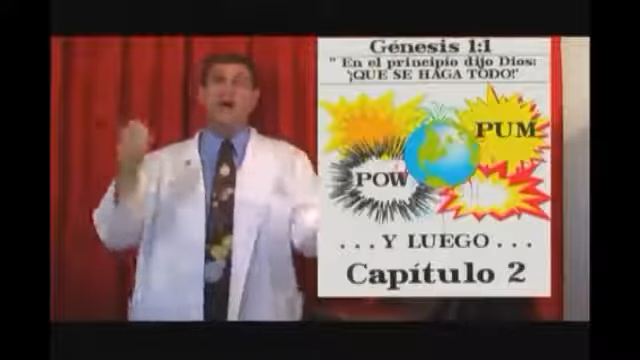 Génesis 1:1
" En el principio dijo Dios:
¡QUE SE HAGA TODO!'
PUM
POW
. . . Y LUEGO . . .
Capítulo 2